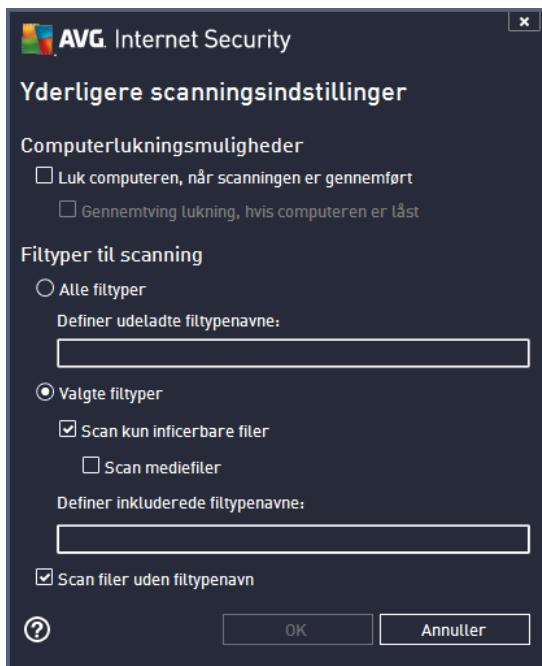 AVG. Internet Security
Yderligere scanningsindstillinger
Computerlukningsmuligheder
Luk computeren, når scanningen er gennemført
Gennemtving lukning, hvis computeren er låst
Filtyper til scanning
Alle filtyper
Definer udeladte filtypenavne:
Valgte filtyper
Scan kun inficerbare filer
Scan mediefiler
Definer inkluderede filtypenavne:
Scan filer uden filtypenavn
OK Annuller